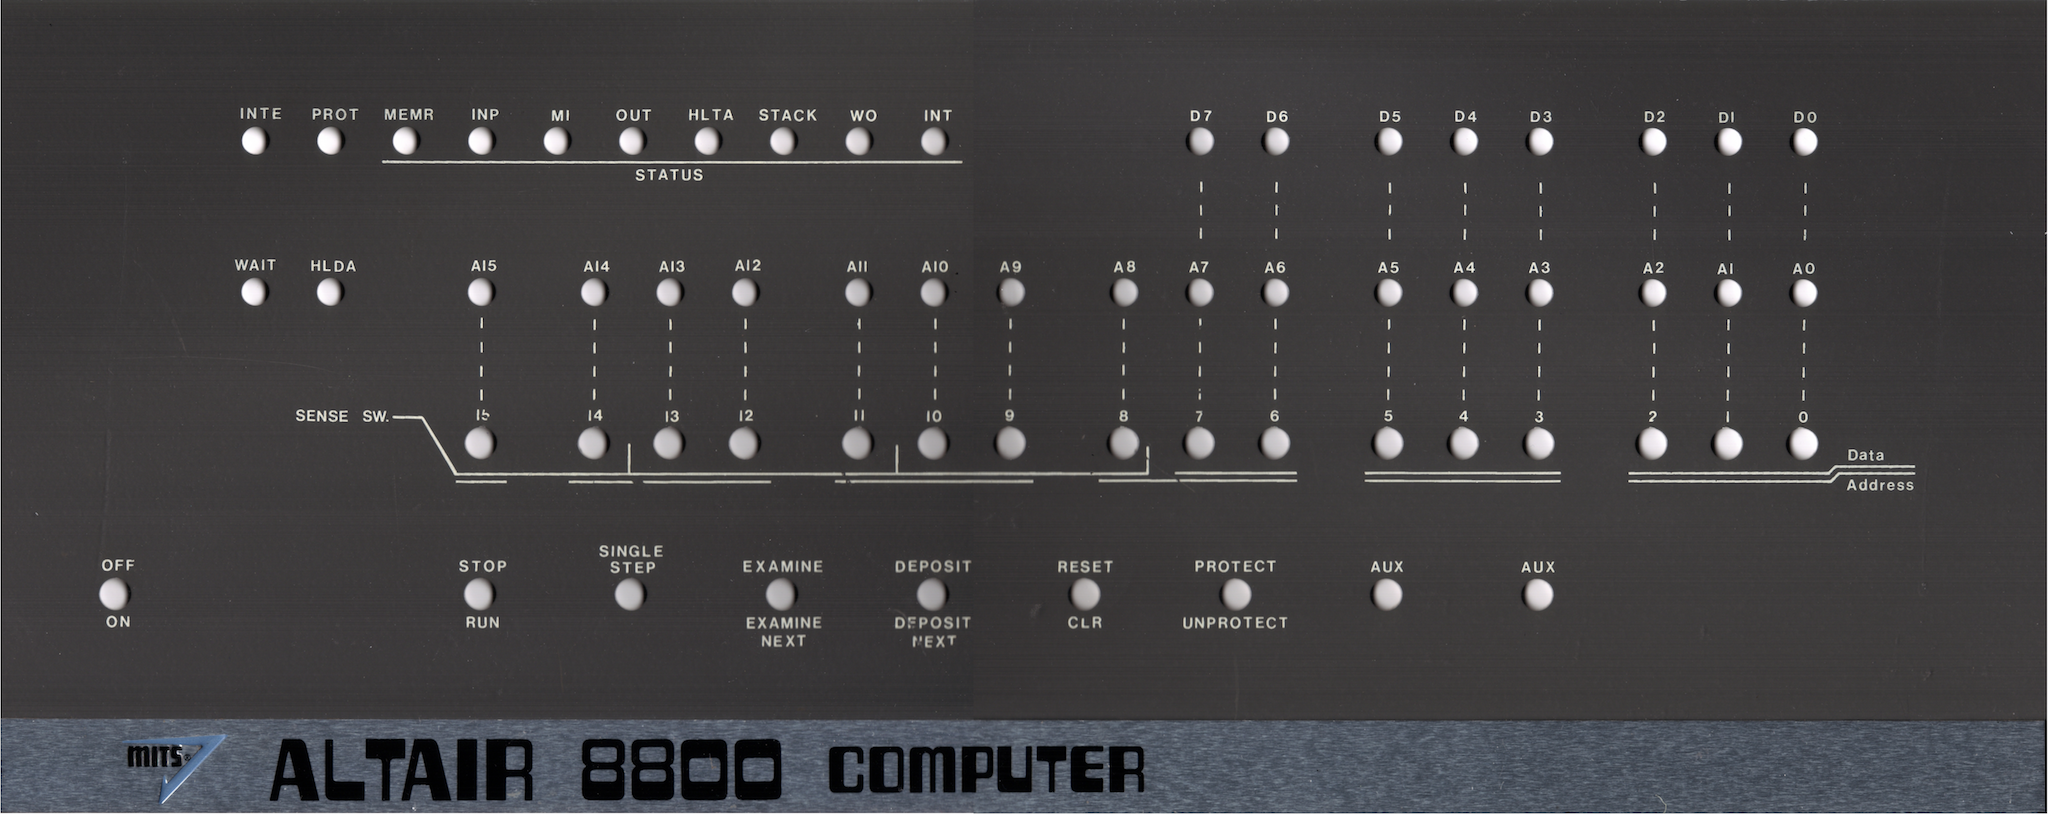 INTE PROT MEMR INP MI OUT HLTA STACK WO INT D7 D6 D5 D4 D3 D2 DI D0
STATUS
WAIT HLDA AI5 AI4 AI3 AI2 AII AI0 A9 A8 A7 A6 A5 A4 A3 A2 AI A0
SENSE SW. I5 I4 I3 I2 II I0 9 8 7 6 5 4 3 2 I 0
Data
Address
OFF STOP SINGLE STEP EXAMINE DEPOSIT RESET PROTECT AUX AUX
ON RUN EXAMINE NEXT DEPOSIT NEXT CLR UNPROTECT
MITS® ALTAIR 8800 COMPUTER